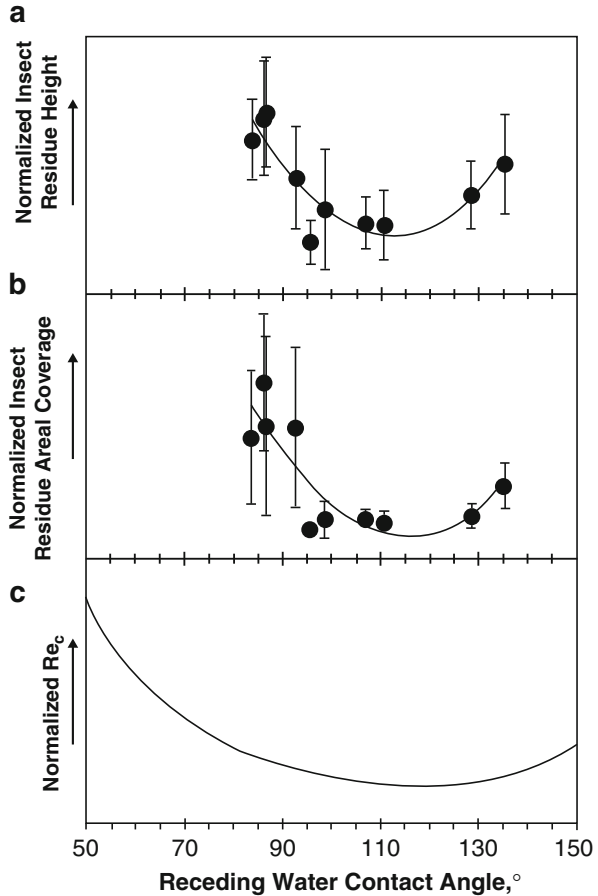 a
Normalized Insect
Residue Height
b
Normalized Insect
Residue Areal Coverage
c
Normalized Rec
50 70 90 110 130 150
Receding Water Contact Angle,°